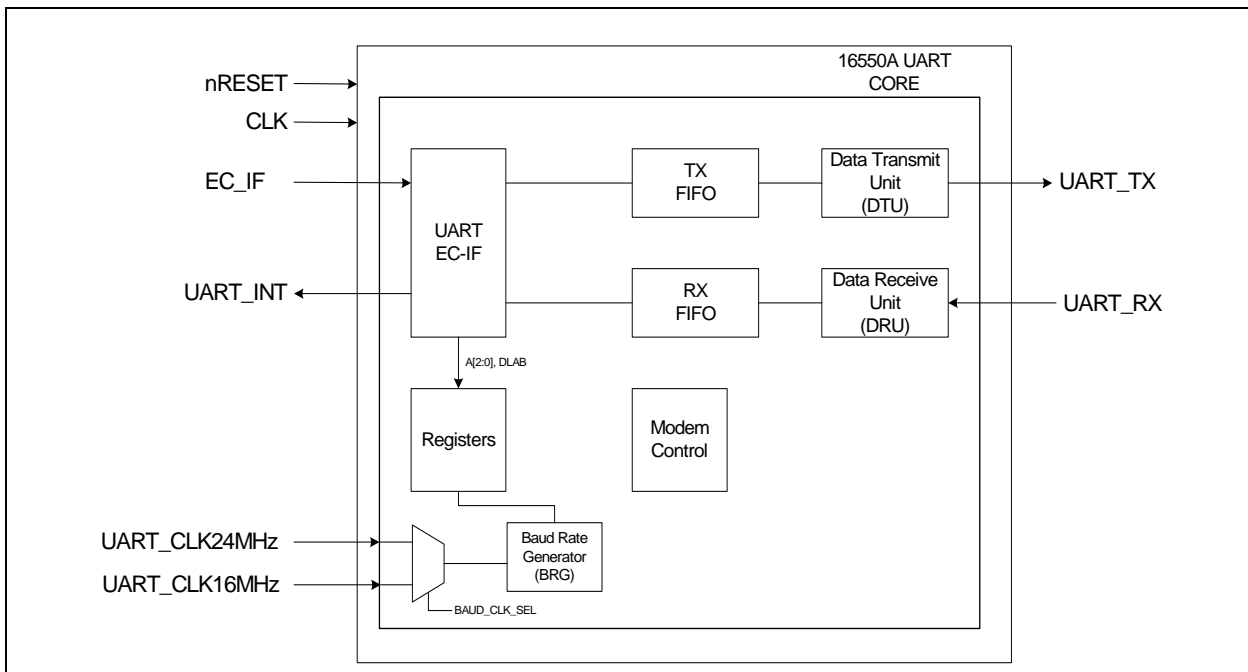 16550A UART
CORE
nRESET
CLK
EC_IF
UART_INT
UART
EC-IF
TX
FIFO
Data Transmit
Unit
(DTU)
UART_TX
RX
FIFO
Data Receive
Unit
(DRU)
UART_RX
A[2:0], DLAB
Registers
Modem
Control
UART_CLK24MHz
UART_CLK16MHz
Baud Rate
Generator
(BRG)
BAUD_CLK_SEL